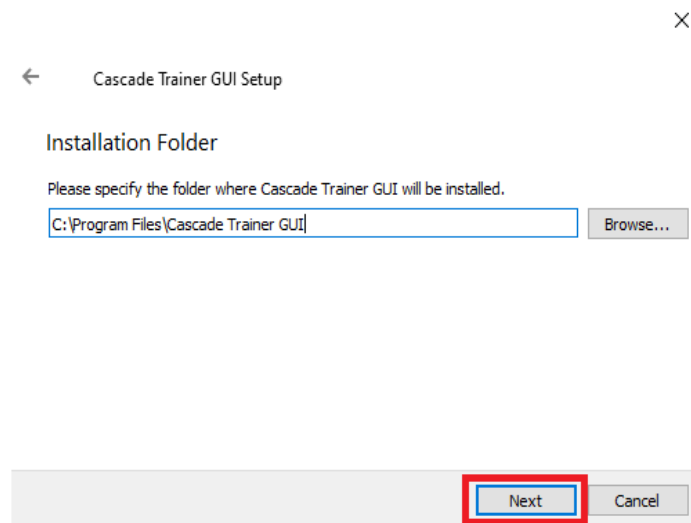 Cascade Trainer GUI Setup
Installation Folder
Please specify the folder where Cascade Trainer GUI will be installed.
C:\Program Files\Cascade Trainer GUI
Browse...
Next
Cancel